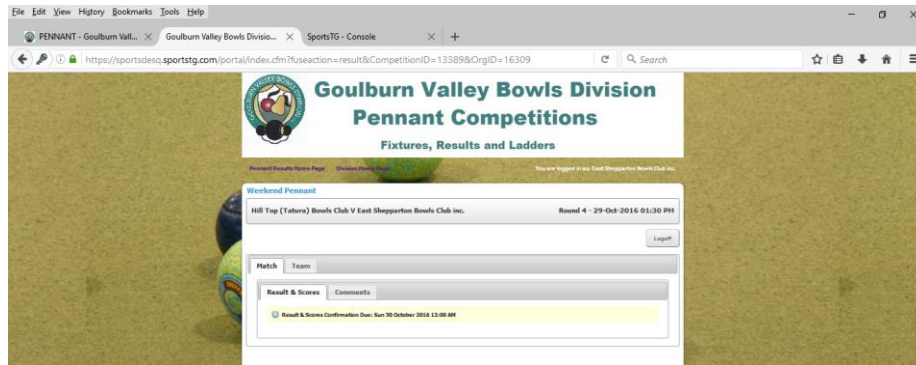 File Edit View History Bookmarks Tools Help
PENNANT - Goulburn Vall... Goulburn Valley Bowls Divisio... SportsTG - Console
https://sportsdesq.sportstg.com/portal/index.cfm?fuseaction=result&CompetitionID=13389&OrgID=16309 Search
GOULBURN VALLEY BOWLS DIVISION
Goulburn Valley Bowls Division
Pennant Competitions
Fixtures, Results and Ladders
Pennant Results Home Page Division Home Page You are logged in as: East Shepparton Bowls Club inc.
Weekend Pennant
Hill Top (Tatura) Bowls Club V East Shepparton Bowls Club inc. Round 4 - 29-Oct-2016 01:30 PM
Logoff
Match Team
Result & Scores Comments
Result & Scores Confirmation Due: Sun 30 October 2016 12:00 AM